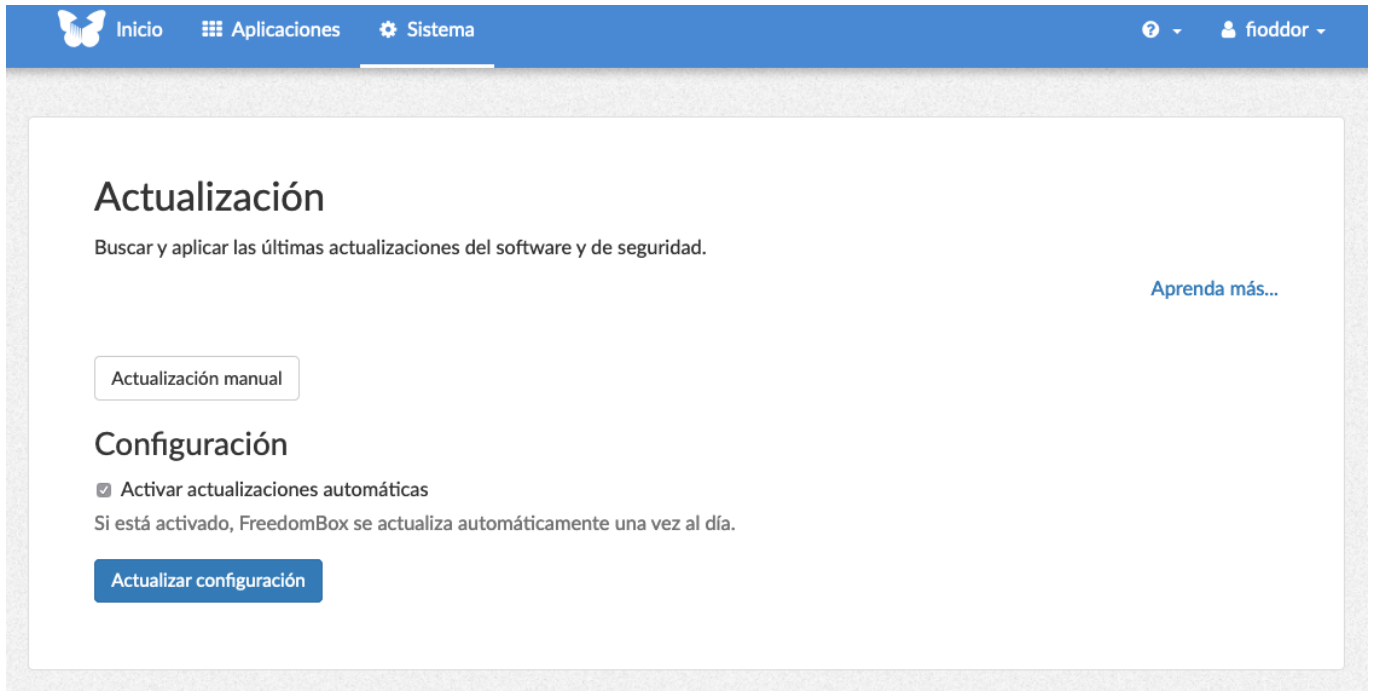 Inicio Aplicaciones Sistema fioddor
Actualización
Buscar y aplicar las últimas actualizaciones del software y de seguridad.
Aprenda más...
Actualización manual
Configuración
Activar actualizaciones automáticas
Si está activado, FreedomBox se actualiza automáticamente una vez al día.
Actualizar configuración